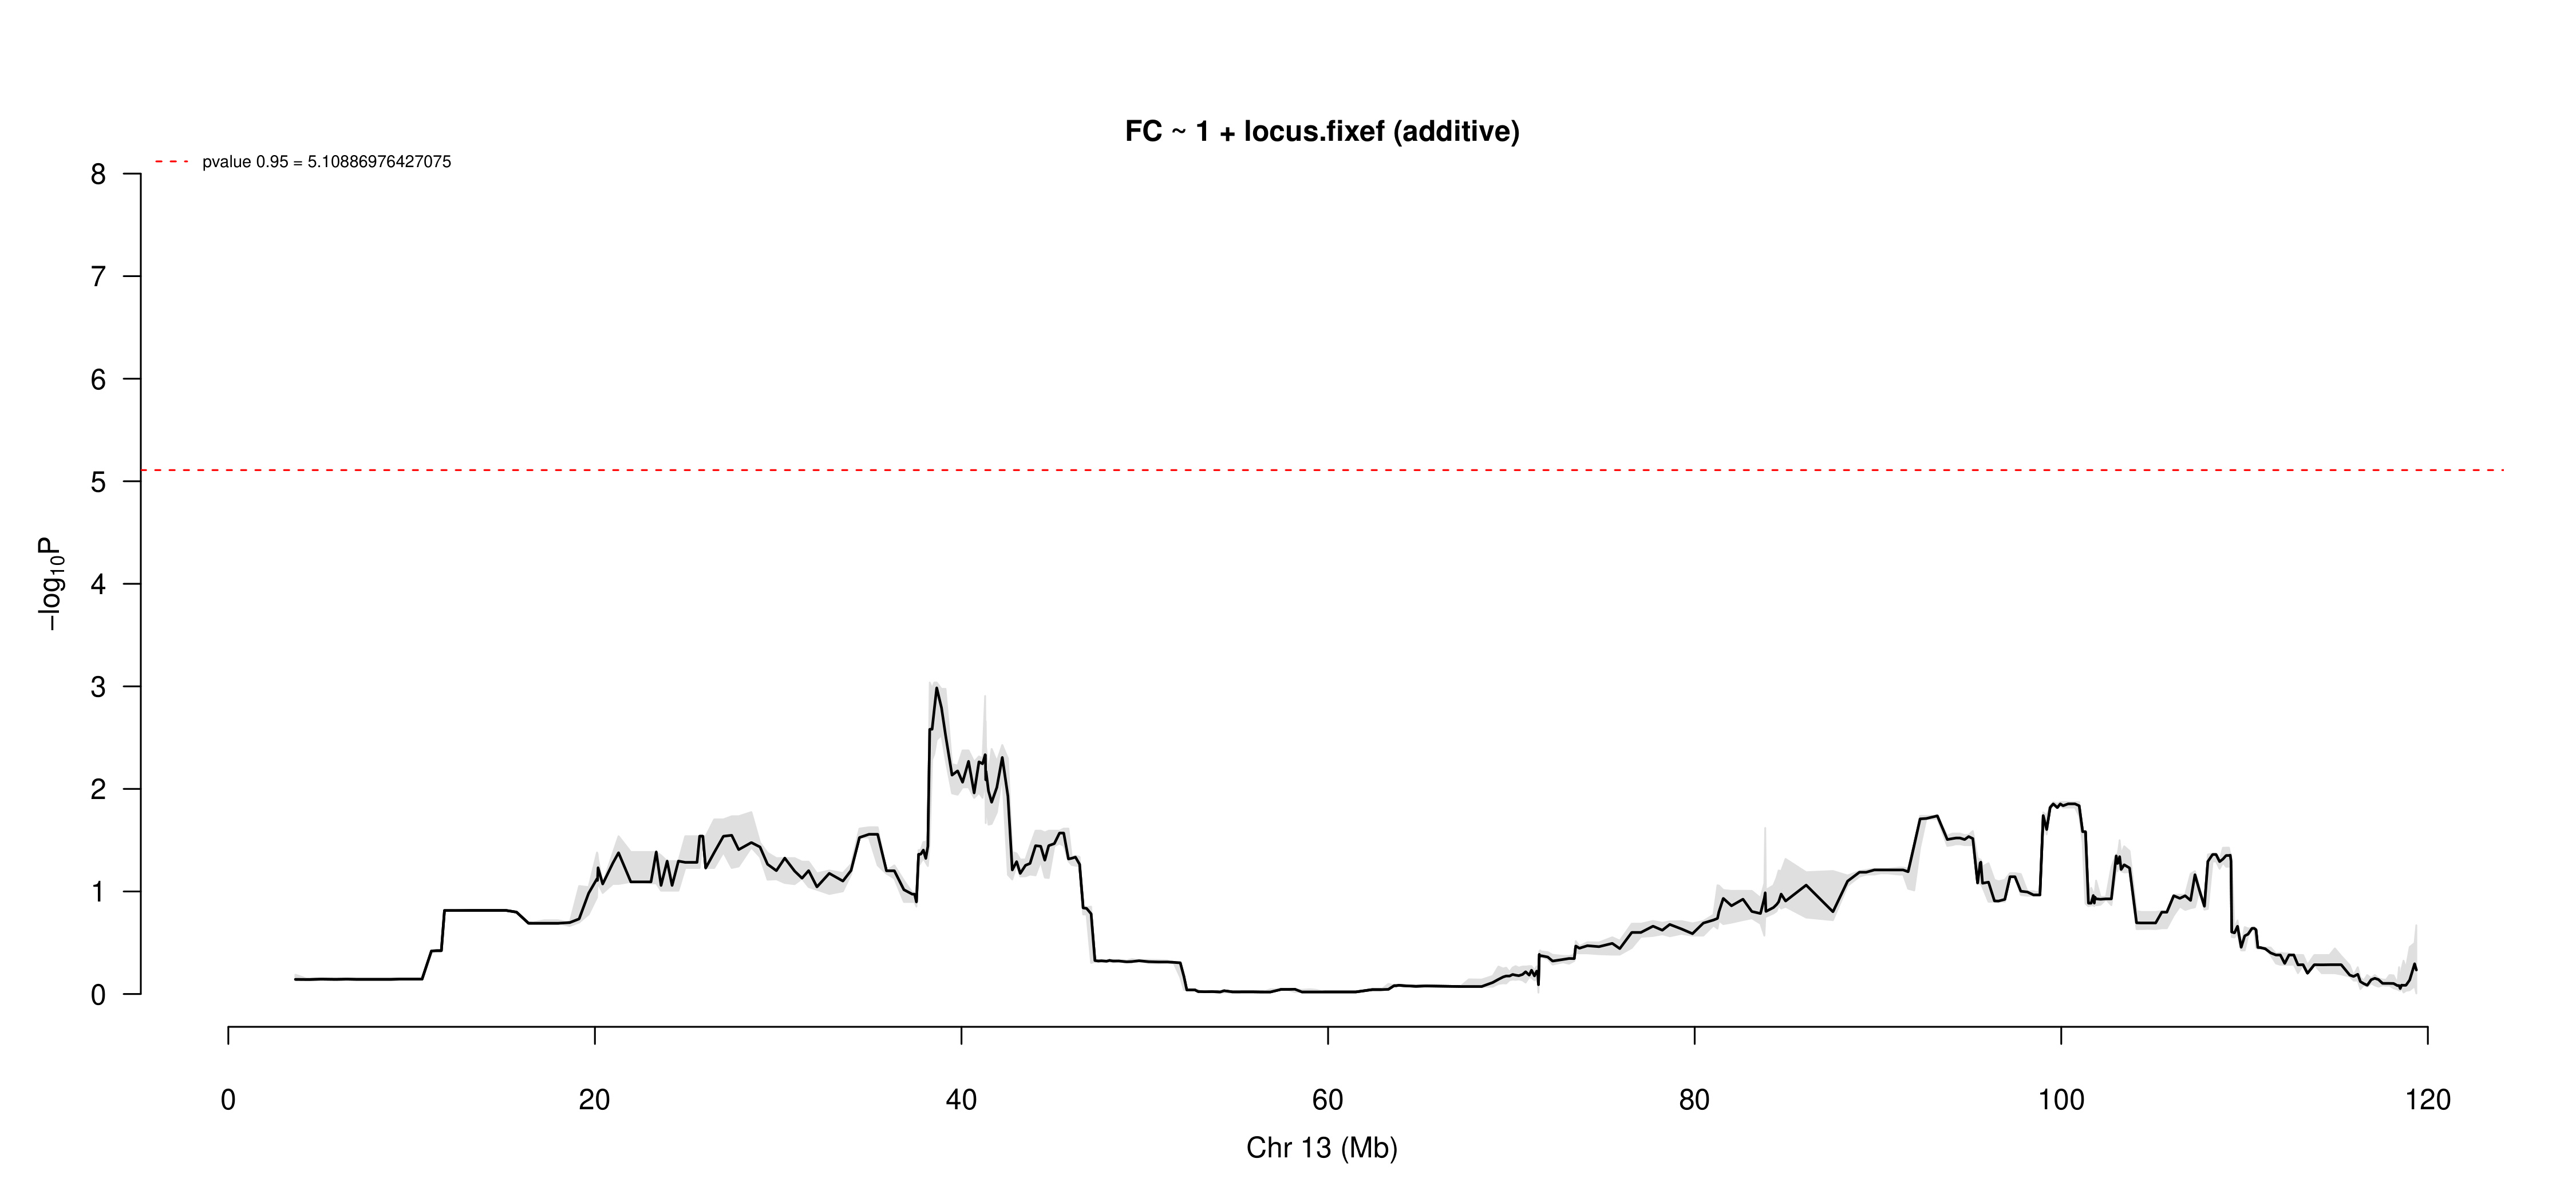 FC ~ 1 + locus.fixef (additive)
pvalue 0.95 = 5.10886976427075
8
7
6
5
4
3
2
1
0
−log10P
0 20 40 60 80 100 120
Chr 13 (Mb)